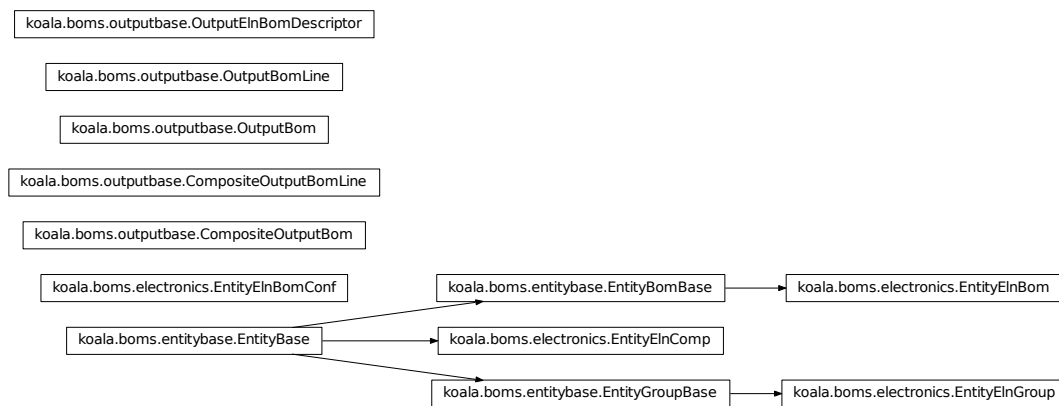 koala.boms.outputbase.OutputElnBomDescriptor
koala.boms.outputbase.OutputBomLine
koala.boms.outputbase.OutputBom
koala.boms.outputbase.CompositeOutputBomLine
koala.boms.outputbase.CompositeOutputBom
koala.boms.electronics.EntityElnBomConf
koala.boms.entitybase.EntityBomBase
koala.boms.electronics.EntityElnBom
koala.boms.entitybase.EntityBase
koala.boms.electronics.EntityElnComp
koala.boms.entitybase.EntityGroupBase
koala.boms.electronics.EntityElnGroup